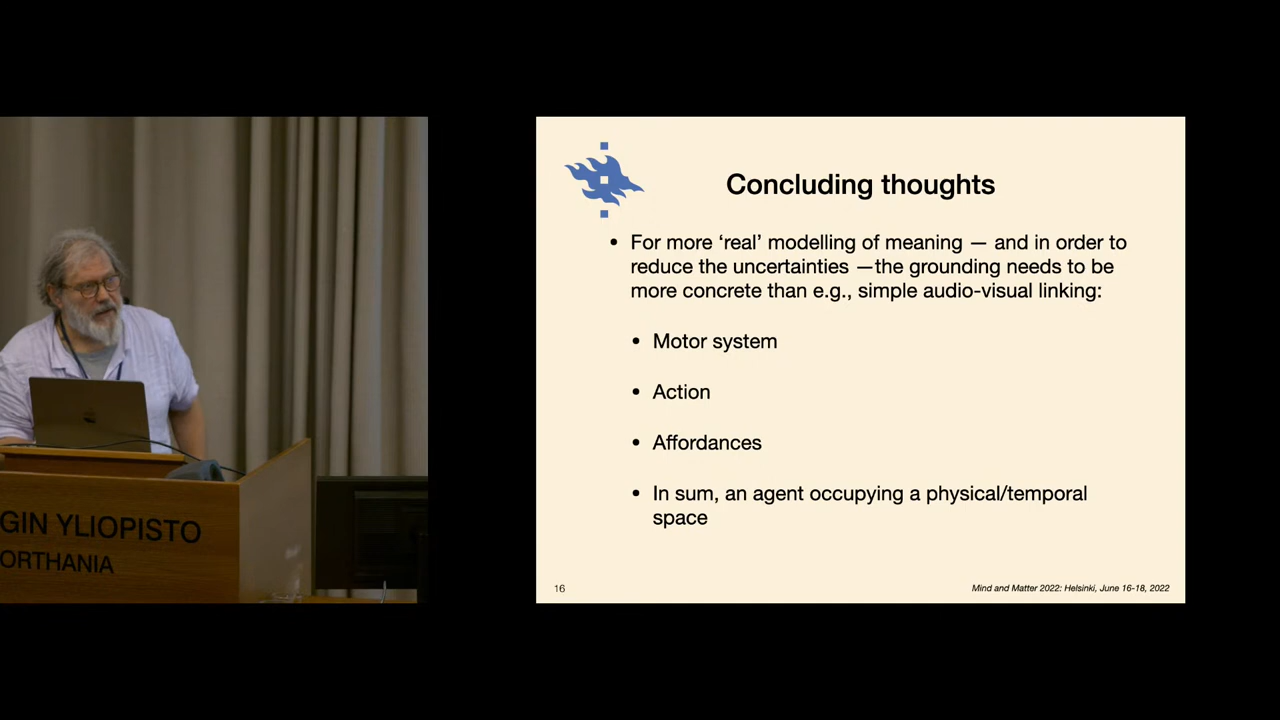 Concluding thoughts
• For more ‘real’ modelling of meaning — and in order to
reduce the uncertainties —the grounding needs to be
more concrete than e.g., simple audio-visual linking:
• Motor system
• Action
• Affordances
• In sum, an agent occupying a physical/temporal
space
16
Mind and Matter 2022: Helsinki, June 16-18, 2022
GIN YLIOPISTO
ORTHANIA